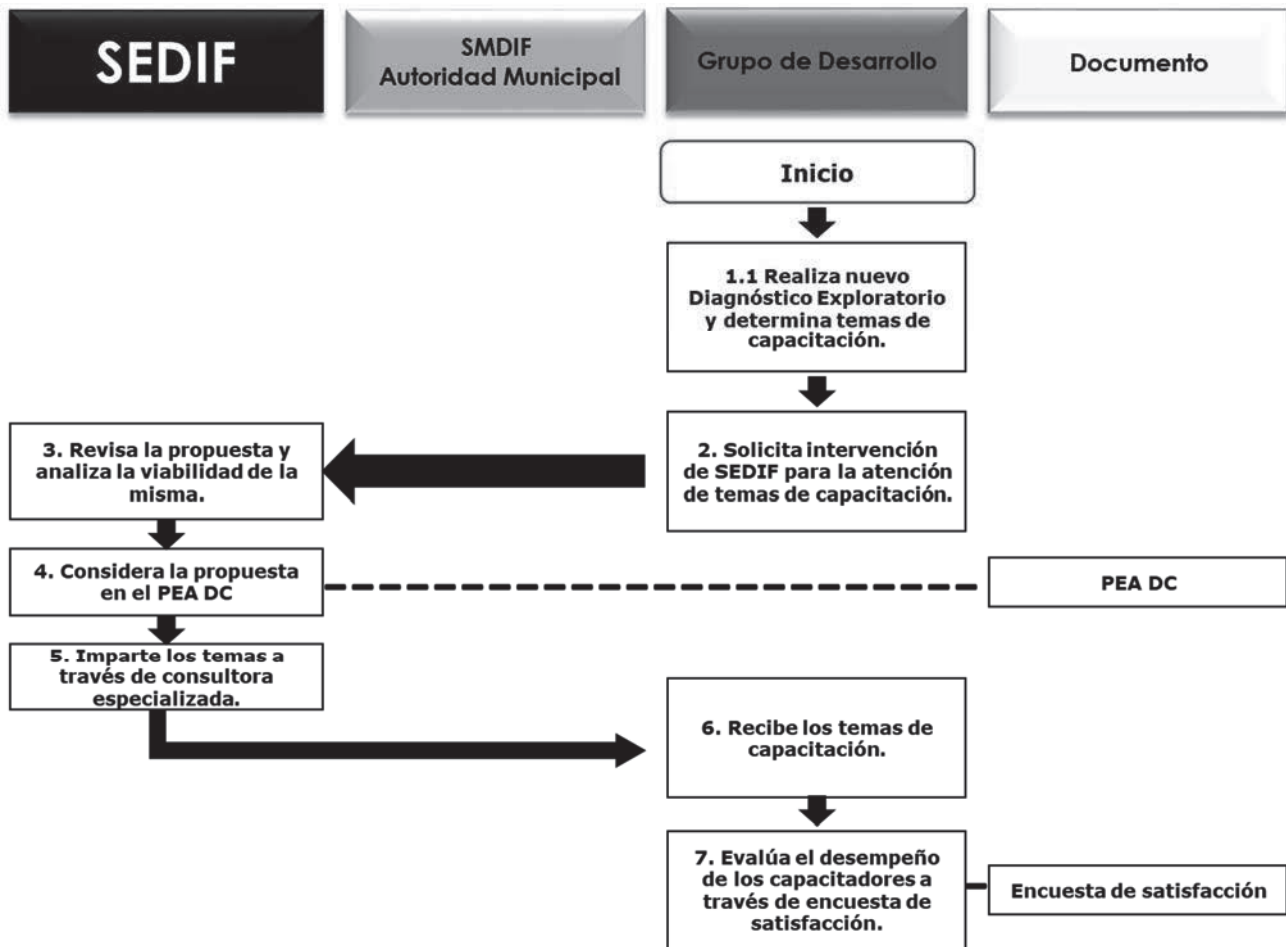 SEDIF
SMDIF
Autoridad Municipal
Grupo de Desarrollo
Documento
Inicio
1.1 Realiza nuevo
Diagnóstico Exploratorio
y determina temas de
capacitación.
2. Solicita intervención
de SEDIF para la atención
de temas de capacitación.
3. Revisa la propuesta y
analiza la viabilidad de la
misma.
4. Considera la propuesta
en el PEA DC
PEA DC
5. Imparte los temas a
través de consultora
especializada.
6. Recibe los temas de
capacitación.
7. Evalúa el desempeño
de los capacitadores a
través de encuesta de
satisfacción.
Encuesta de satisfacción